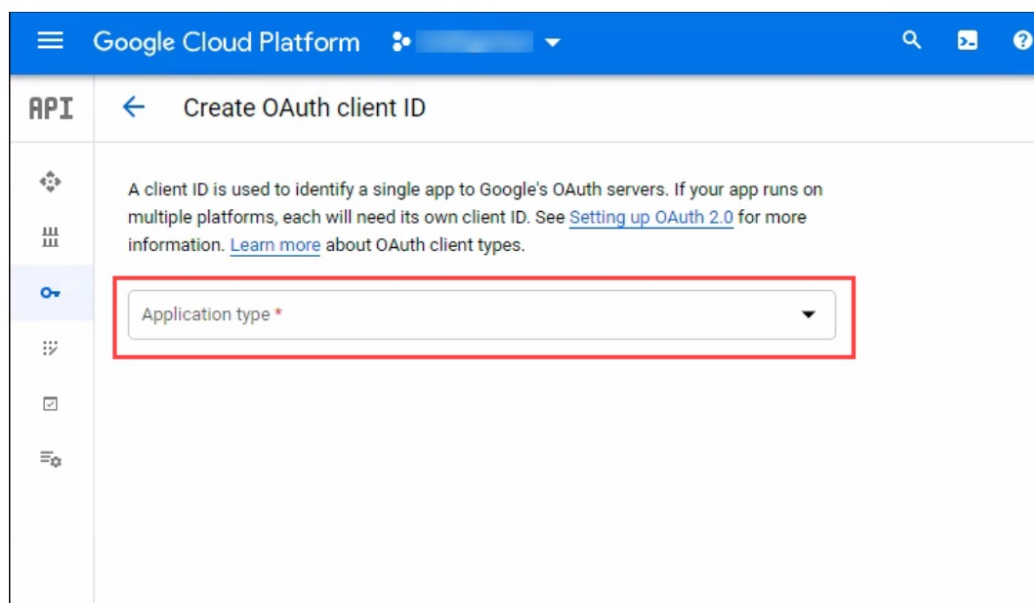 Google Cloud Platform
API
Create OAuth client ID
A client ID is used to identify a single app to Google's OAuth servers. If your app runs on
multiple platforms, each will need its own client ID. See Setting up OAuth 2.0 for more
information. Learn more about OAuth client types.
Application type *